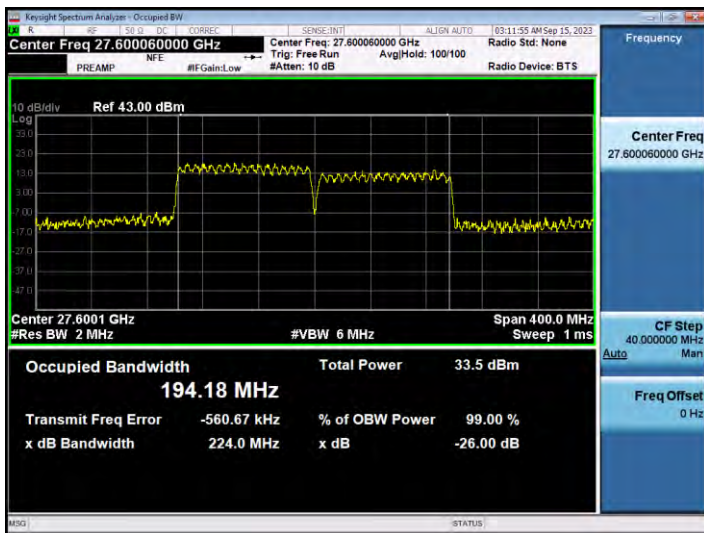 Keysight Spectrum Analyzer - Occupied BW
R RF 50 Ω DC CORREC SENSE:INT ALIGN AUTO 03:11:55 AM Sep 15, 2023
Center Freq 27.600060000 GHz Center Freq: 27.600060000 GHz Radio Std: None
NFE Trig: Free Run Avg|Hold: 100/100
PREAMP #IFGain:Low #Atten: 10 dB Radio Device: BTS
10 dB/div Ref 43.00 dBm
Log
33.0
23.0
13.0
3.00
-7.00
-17.0
-27.0
-37.0
-47.0
Center 27.6001 GHz Span 400.0 MHz
#Res BW 2 MHz #VBW 6 MHz Sweep 1 ms
Occupied Bandwidth Total Power 33.5 dBm
194.18 MHz
Transmit Freq Error -560.67 kHz % of OBW Power 99.00 %
x dB Bandwidth 224.0 MHz x dB -26.00 dB
MSG STATUS
Frequency
Center Freq
27.600060000 GHz
CF Step
40.000000 MHz
Auto Man
Freq Offset
0 Hz